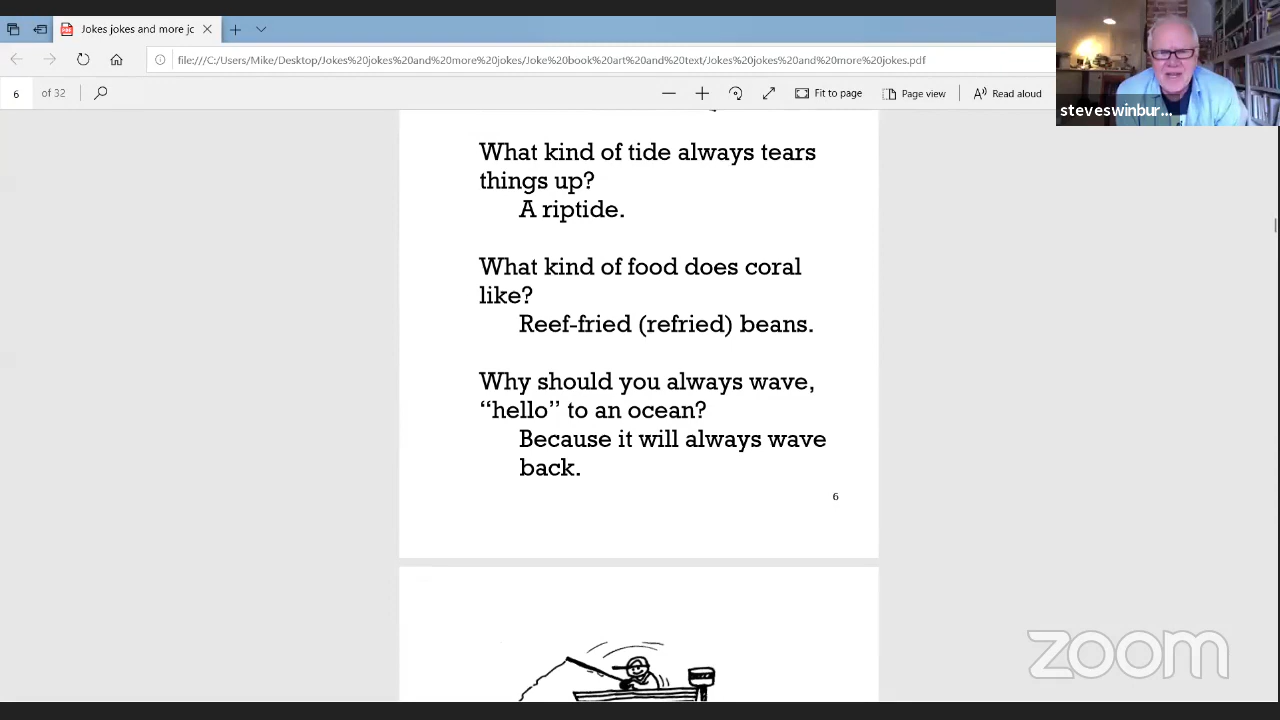 Jokes jokes and more jc
file:///C:/Users/Mike/Desktop/Jokes%20jokes%20and%20more%20jokes/Joke%20book%20art%20and%20text/Jokes%20jokes%20and%20more%20jokes.pdf
6 of 32
Fit to page
Page view
Read aloud
steveswinbur...
What kind of tide always tears
things up?
A riptide.
What kind of food does coral
like?
Reef-fried (refried) beans.
Why should you always wave,
“hello” to an ocean?
Because it will always wave
back.
6
zoom